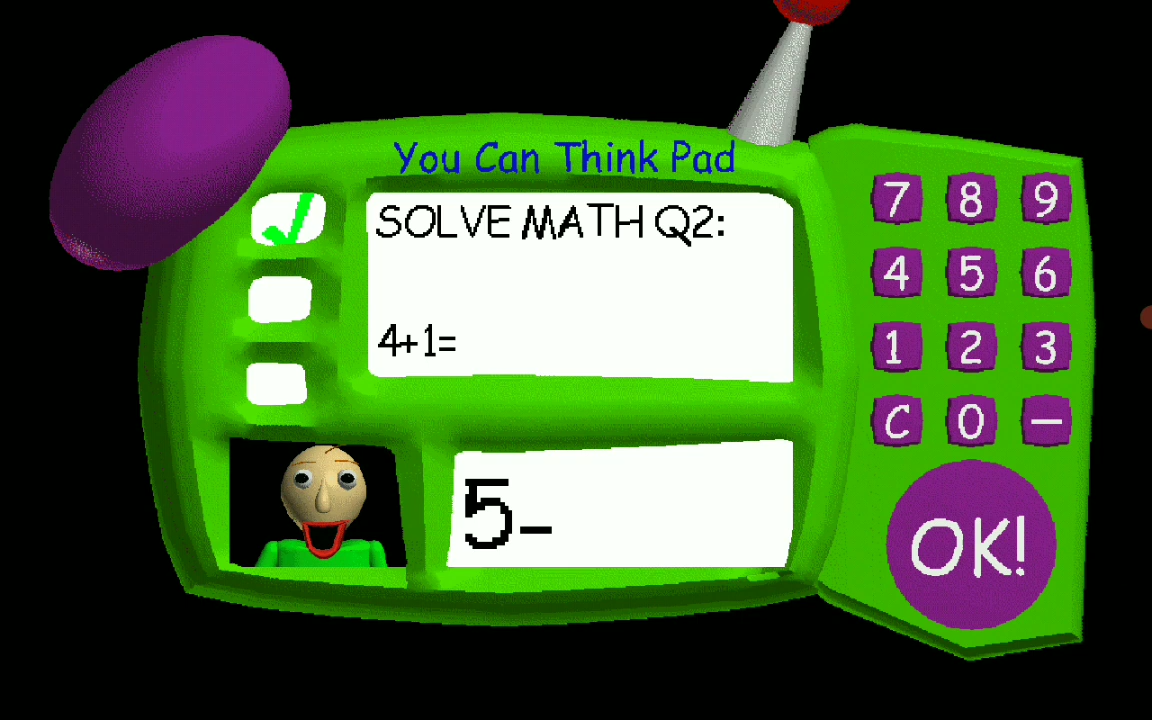 You Can Think Pad
SOLVE MATH Q2:
4+1=
5-
7 8 9
4 5 6
1 2 3
C 0 -
OK!